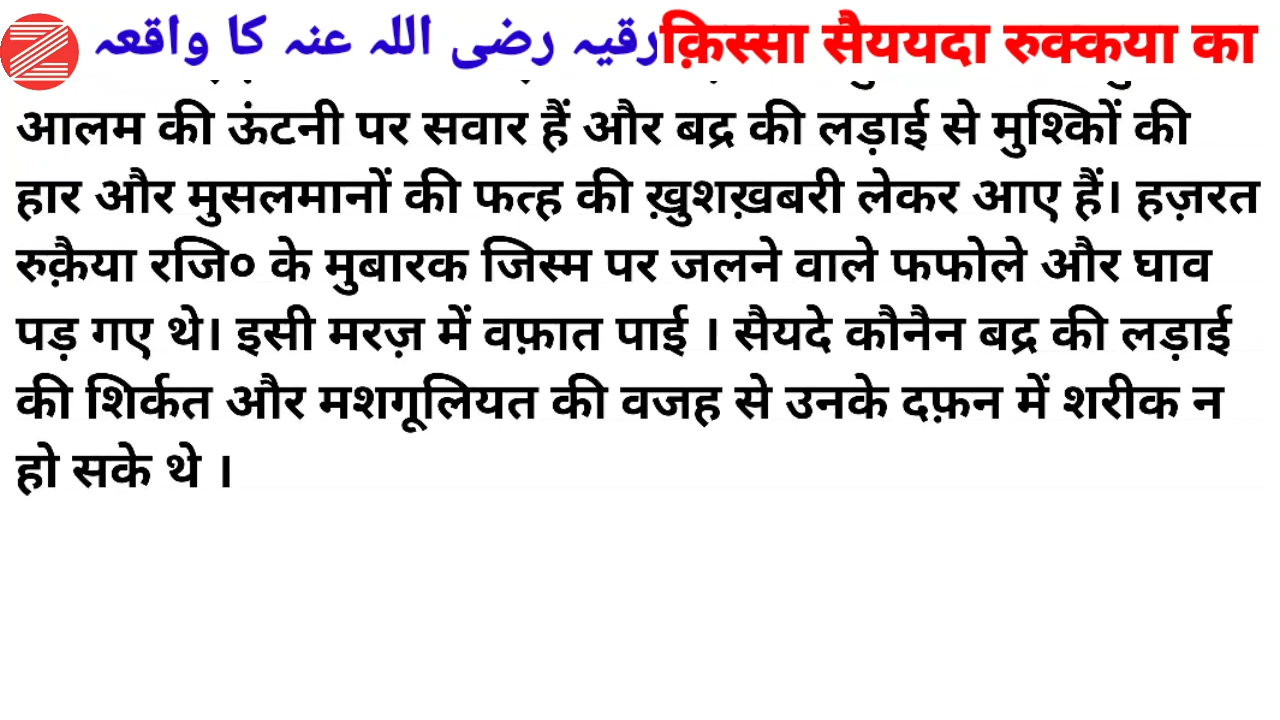 رقیہ رضی اللہ عنہ کا واقعہ
क़िस्सा सैययदा रुक्कया का
आलम की ऊंटनी पर सवार हैं और बद्र की लड़ाई से मुश्किों की
हार और मुसलमानों की फत्ह की ख़ुशख़बरी लेकर आए हैं। हज़रत
रुक़ैया रजि० के मुबारक जिस्म पर जलने वाले फफोले और घाव
पड़ गए थे। इसी मरज़ में वफ़ात पाई । सैयदे कौनैन बद्र की लड़ाई
की शिर्कत और मशगूलियत की वजह से उनके दफ़न में शरीक न
हो सके थे ।